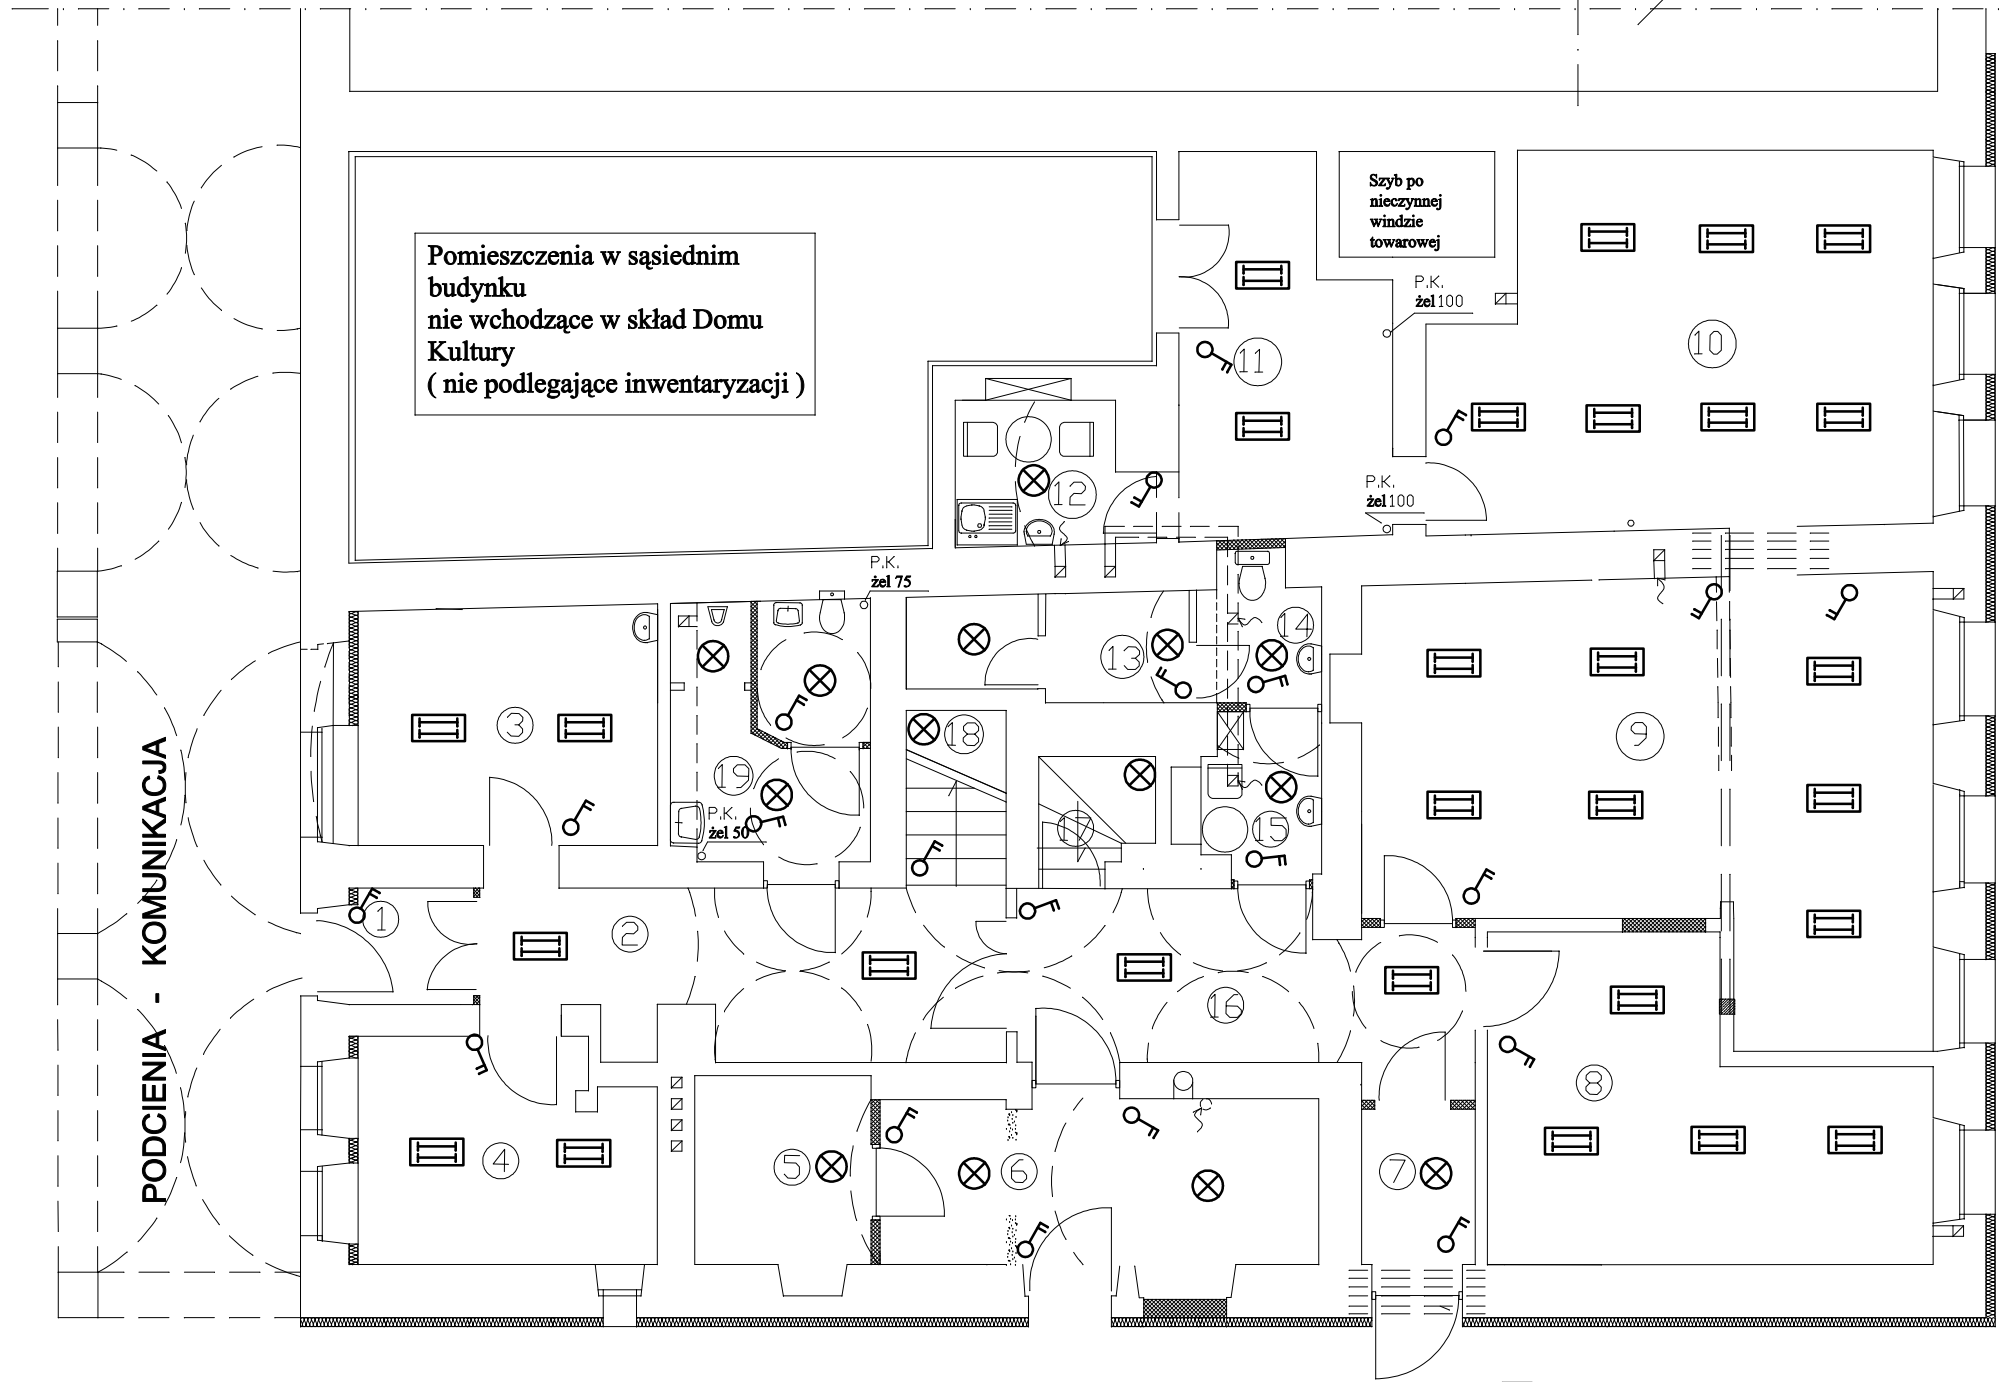 Szyb po
nieczynnej
windzie
towarowej
Pomieszczenia w sąsiednim
budynku
nie wchodzące w skład Domu
Kultury
( nie podlegające inwentaryzacji )
P.K.
żel100
10
11
P.K.
żel100
12
P.K.
żel 75
14
13
3
18
9
19
P.K.
żel 50
17
15
1
2
16
8
4
5
6
7
PODCIENIA - KOMUNIKACJA